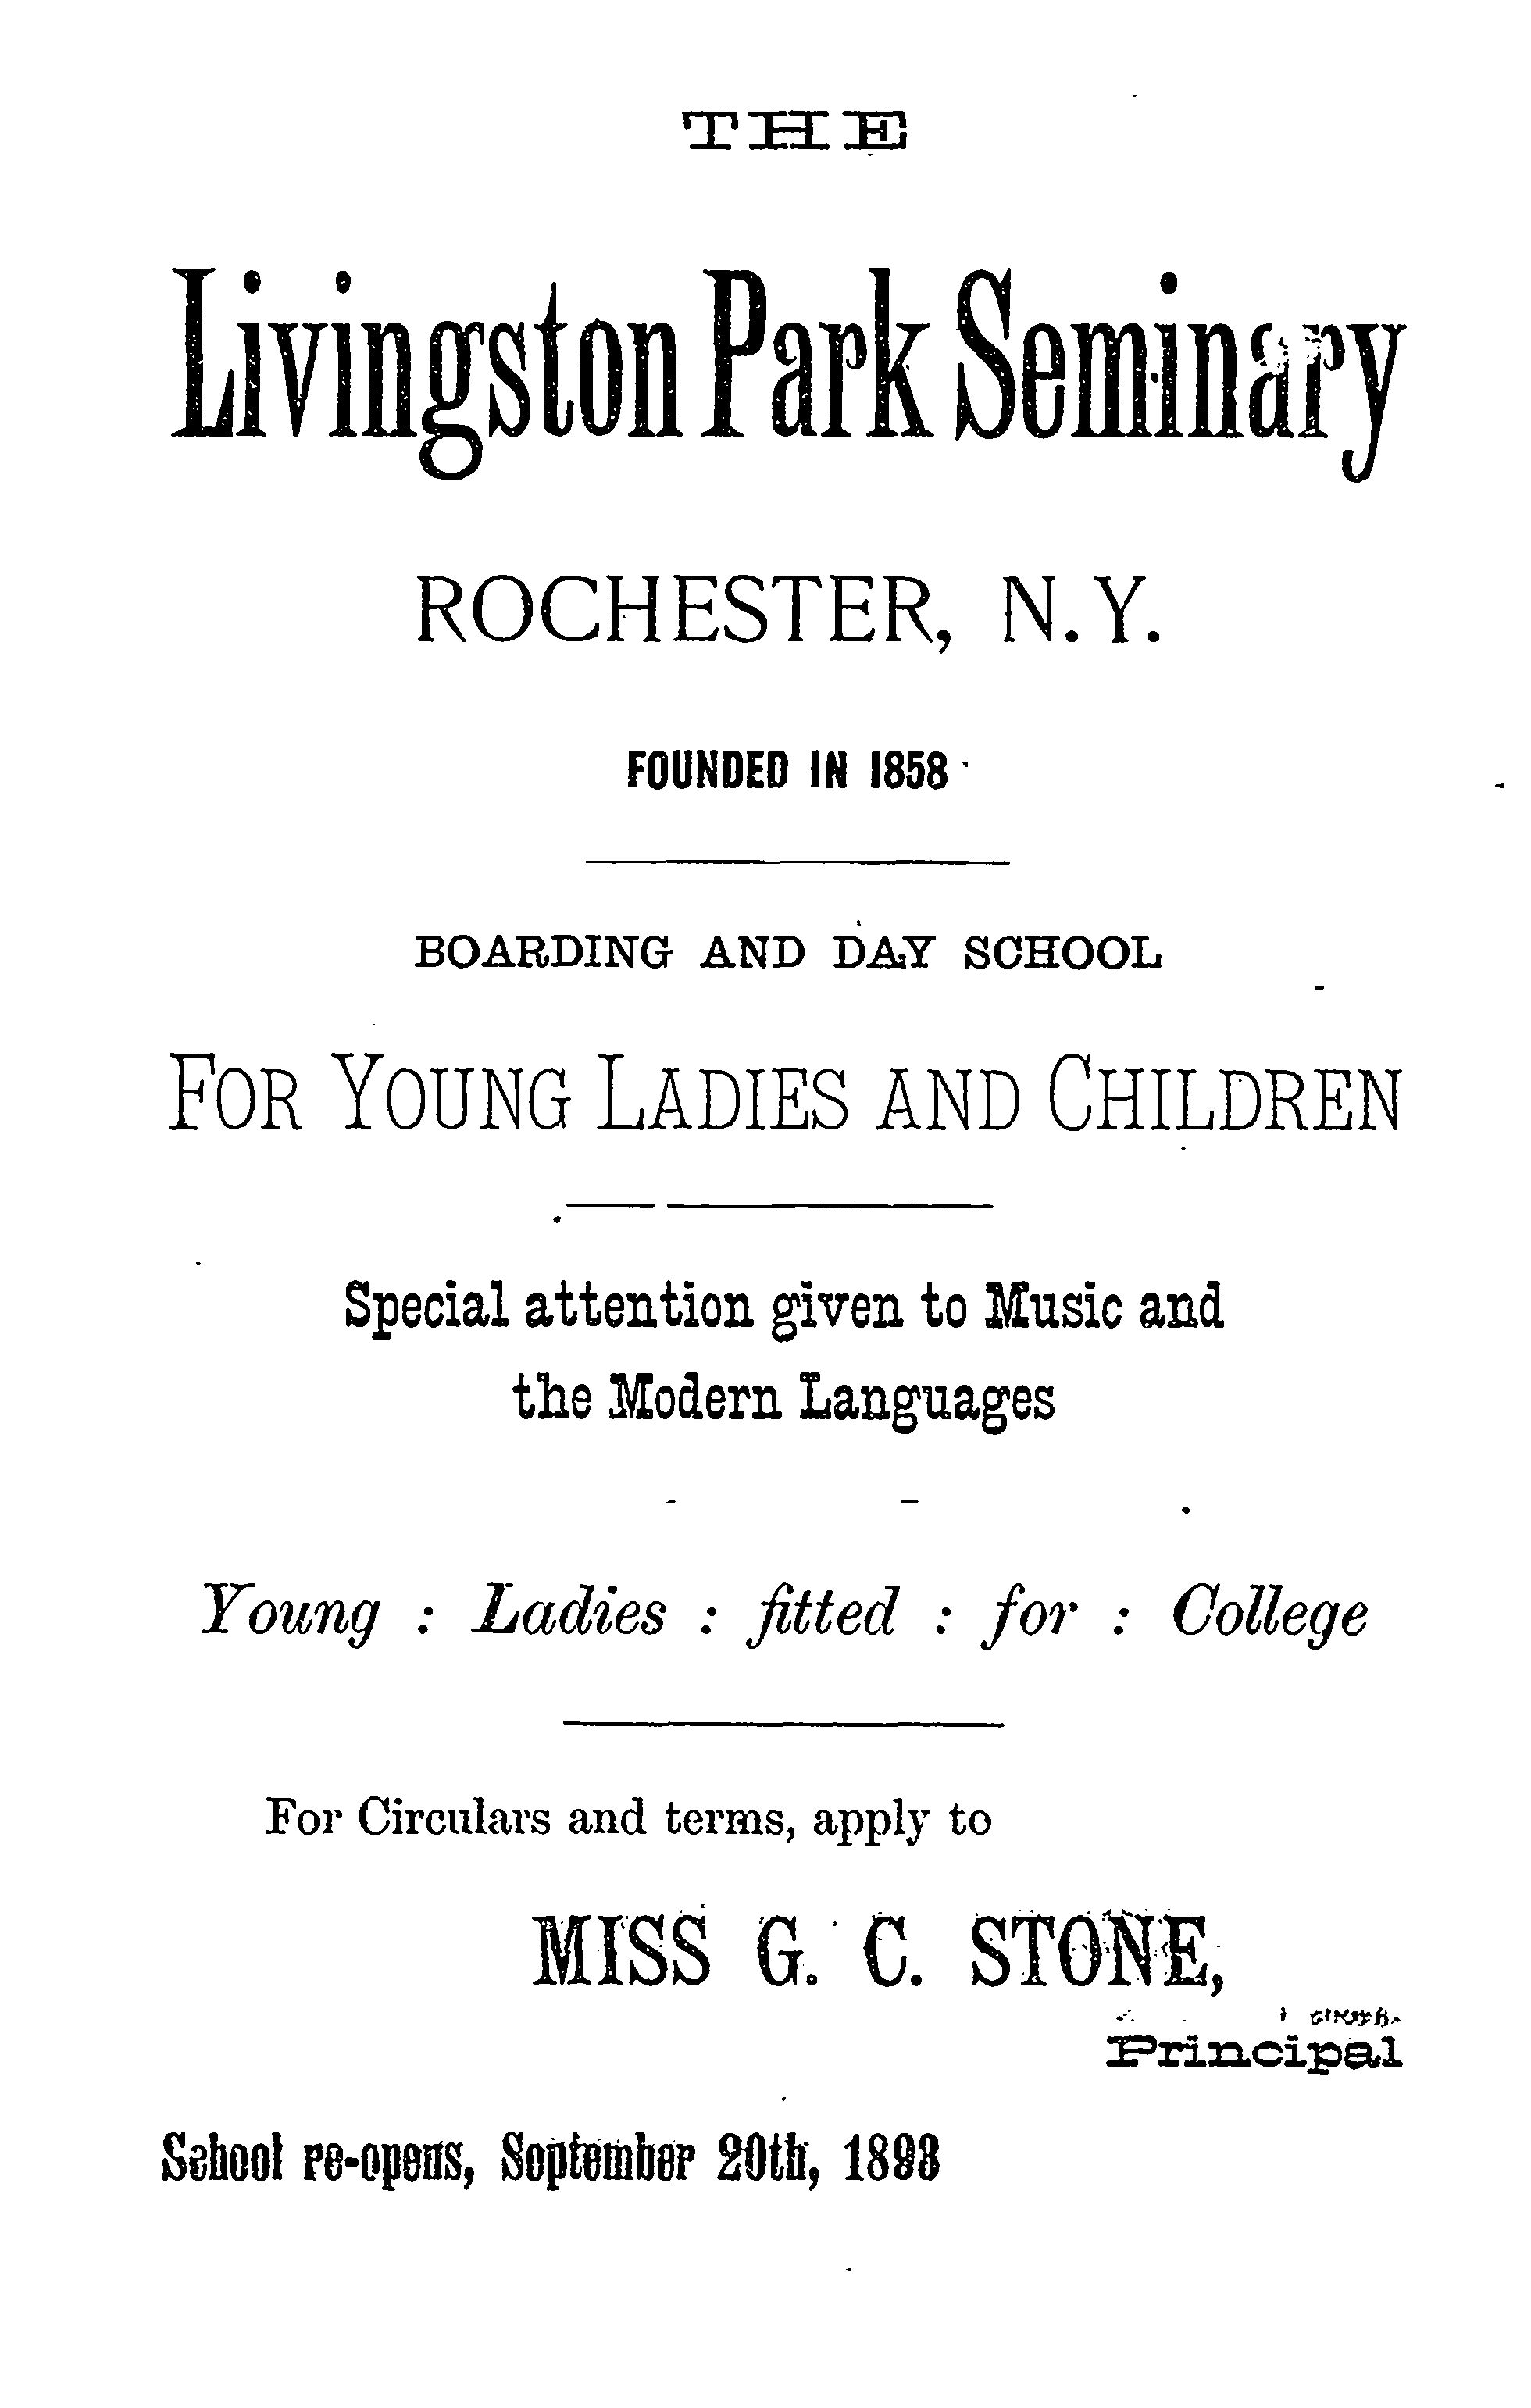 THE
Livingston Park Seminary
ROCHESTER, N.Y.
FOUNDED IN 1858
BOARDING AND DAY SCHOOL
FOR YOUNG LADIES AND CHILDREN
Special attention given to Music and
the Modern Languages
Young : Ladies : fitted : for : College
For Circulars and terms, apply to
MISS G. C. STONE,
Principal
School re-opens, September 20th, 1893